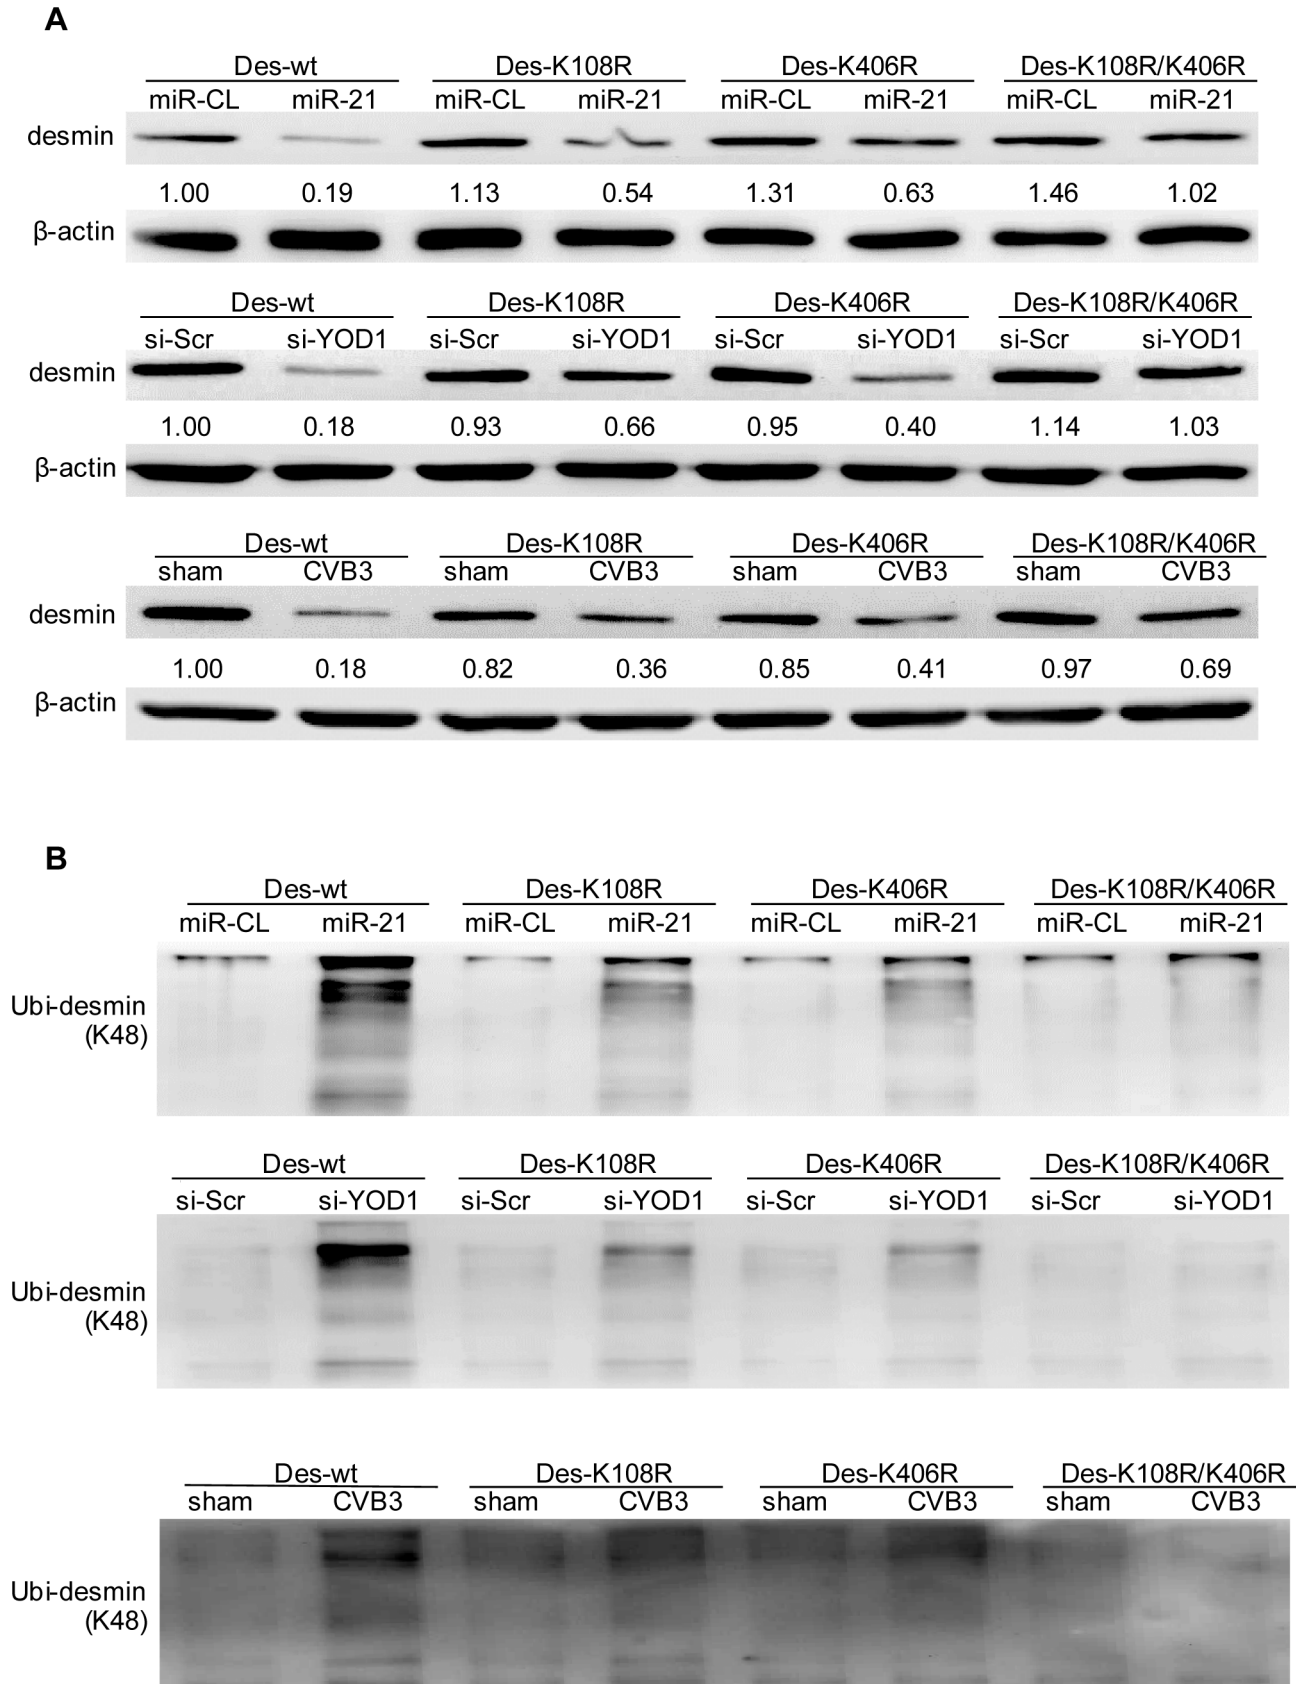 A
Des-wt Des-K108R Des-K406R Des-K108R/K406R
miR-CL miR-21 miR-CL miR-21 miR-CL miR-21 miR-CL miR-21
desmin
1.00 0.19 1.13 0.54 1.31 0.63 1.46 1.02
β-actin
Des-wt Des-K108R Des-K406R Des-K108R/K406R
si-Scr si-YOD1 si-Scr si-YOD1 si-Scr si-YOD1 si-Scr si-YOD1
desmin
1.00 0.18 0.93 0.66 0.95 0.40 1.14 1.03
β-actin
Des-wt Des-K108R Des-K406R Des-K108R/K406R
sham CVB3 sham CVB3 sham CVB3 sham CVB3
desmin
1.00 0.18 0.82 0.36 0.85 0.41 0.97 0.69
β-actin
B
Des-wt Des-K108R Des-K406R Des-K108R/K406R
miR-CL miR-21 miR-CL miR-21 miR-CL miR-21 miR-CL miR-21
Ubi-desmin
(K48)
Des-wt Des-K108R Des-K406R Des-K108R/K406R
si-Scr si-YOD1 si-Scr si-YOD1 si-Scr si-YOD1 si-Scr si-YOD1
Ubi-desmin
(K48)
Des-wt Des-K108R Des-K406R Des-K108R/K406R
sham CVB3 sham CVB3 sham CVB3 sham CVB3
Ubi-desmin
(K48)